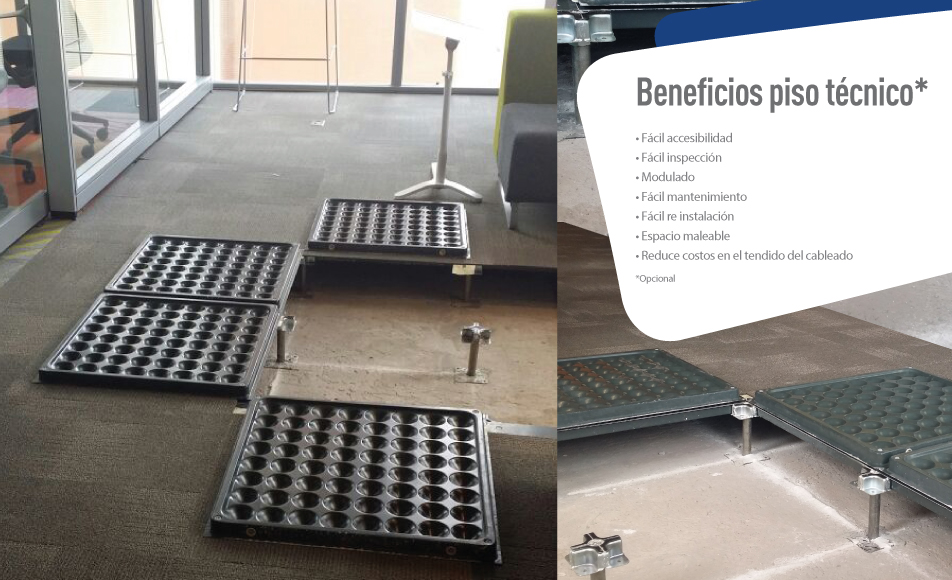 Beneficios piso técnico*
• Fácil accesibilidad
• Fácil inspección
• Modulado
• Fácil mantenimiento
• Fácil re instalación
• Espacio maleable
• Reduce costos en el tendido del cableado
*Opcional